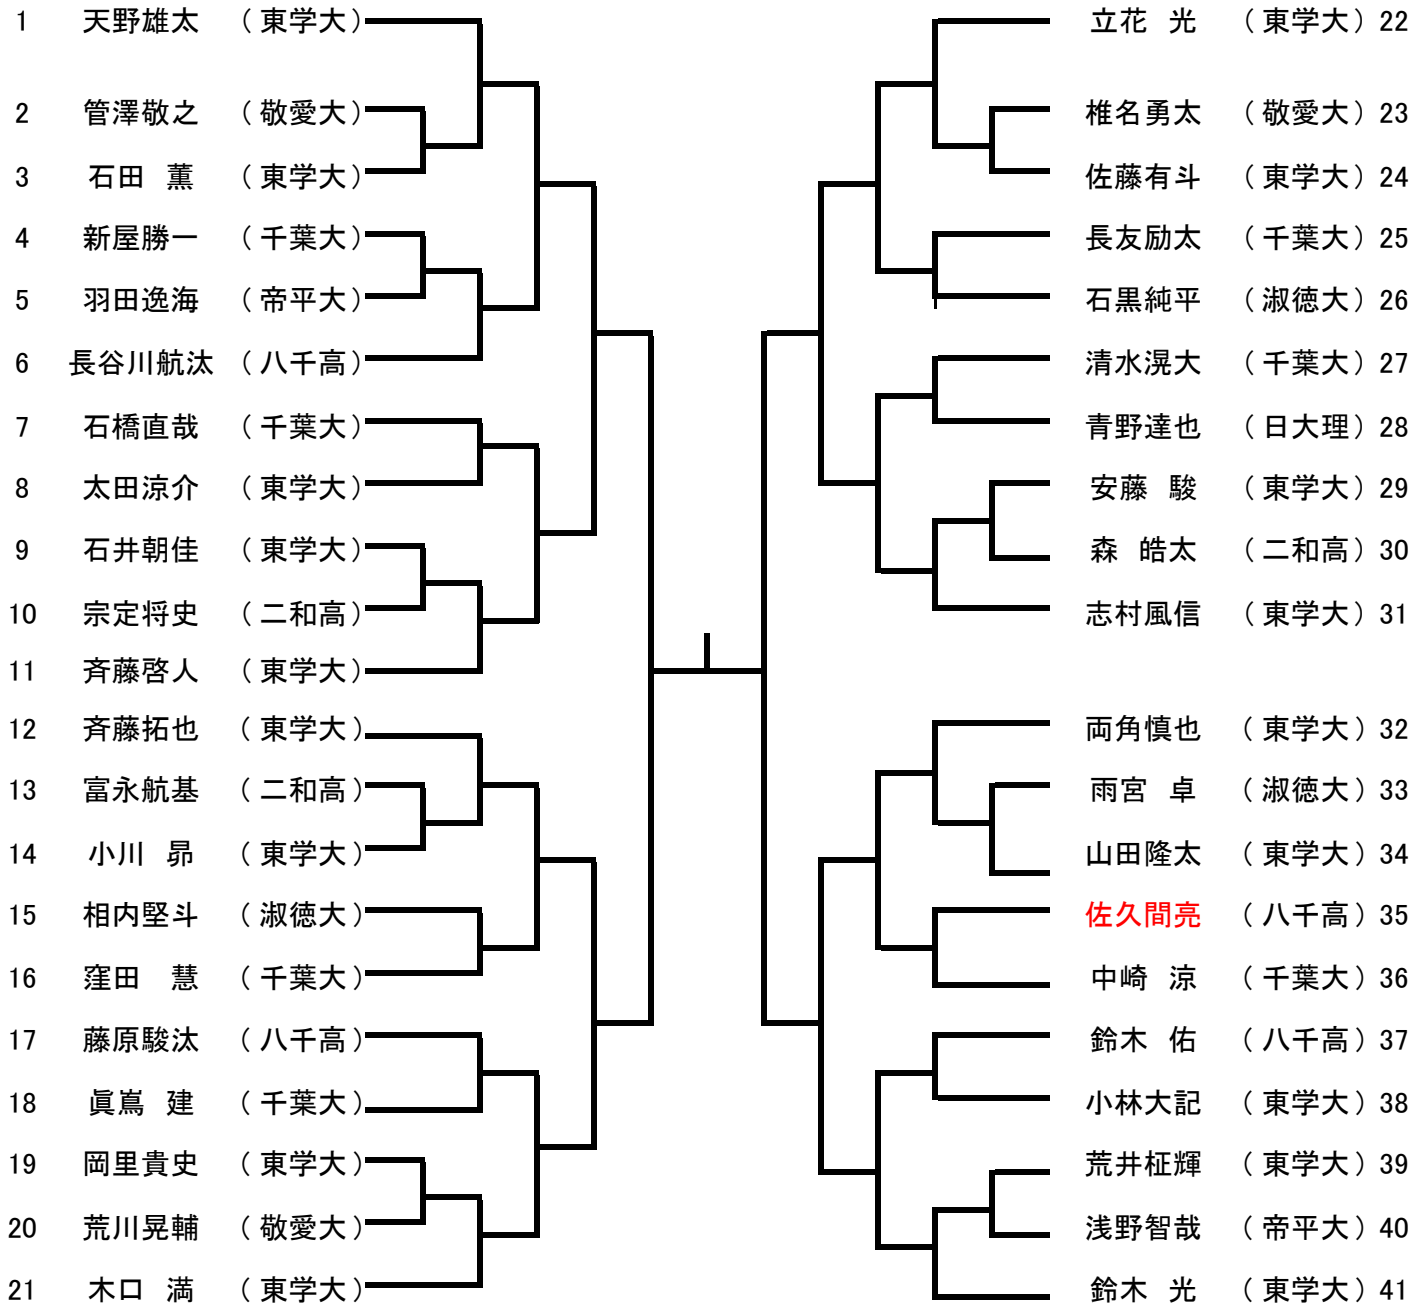 1 天野雄太 （東学大）
2 管澤敬之 （敬愛大）
3 石田 薫 （東学大）
4 新屋勝一 （千葉大）
5 羽田逸海 （帝平大）
6 長谷川航汰 （八千高）
7 石橋直哉 （千葉大）
8 太田涼介 （東学大）
9 石井朝佳 （東学大）
10 宗定将史 （二和高）
11 斉藤啓人 （東学大）
12 斉藤拓也 （東学大）
13 富永航基 （二和高）
14 小川 昴 （東学大）
15 相内堅斗 （淑徳大）
16 窪田 慧 （千葉大）
17 藤原駿汰 （八千高）
18 眞嶌 建 （千葉大）
19 岡里貴史 （東学大）
20 荒川晃輔 （敬愛大）
21 木口 満 （東学大）
立花 光 （東学大）22
椎名勇太 （敬愛大）23
佐藤有斗 （東学大）24
長友励太 （千葉大）25
石黒純平 （淑徳大）26
清水滉大 （千葉大）27
青野達也 （日大理）28
安藤 駿 （東学大）29
森 皓太 （二和高）30
志村風信 （東学大）31
両角慎也 （東学大）32
雨宮 卓 （淑徳大）33
山田隆太 （東学大）34
佐久間亮 （八千高）35
中崎 涼 （千葉大）36
鈴木 佑 （八千高）37
小林大記 （東学大）38
荒井柾輝 （東学大）39
浅野智哉 （帝平大）40
鈴木 光 （東学大）41